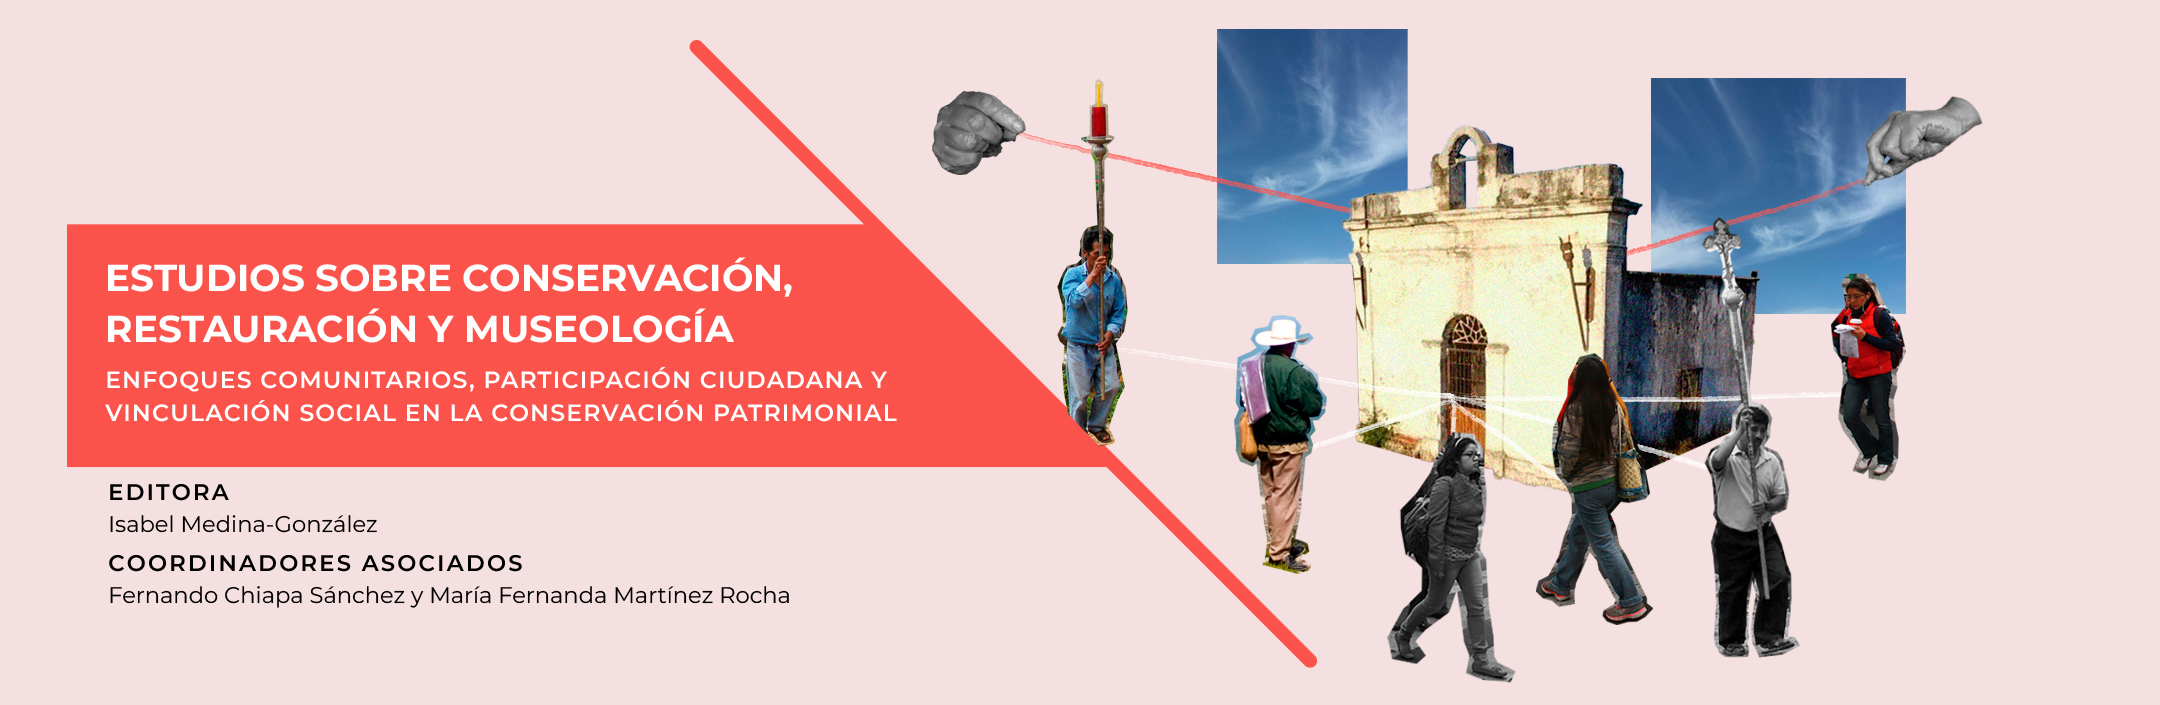 ESTUDIOS SOBRE CONSERVACIÓN,
RESTAURACIÓN Y MUSEOLOGÍA
ENFOQUES COMUNITARIOS, PARTICIPACIÓN CIUDADANA Y
VINCULACIÓN SOCIAL EN LA CONSERVACIÓN PATRIMONIAL
EDITORA
Isabel Medina-González
COORDINADORES ASOCIADOS
Fernando Chiapa Sánchez y María Fernanda Martínez Rocha